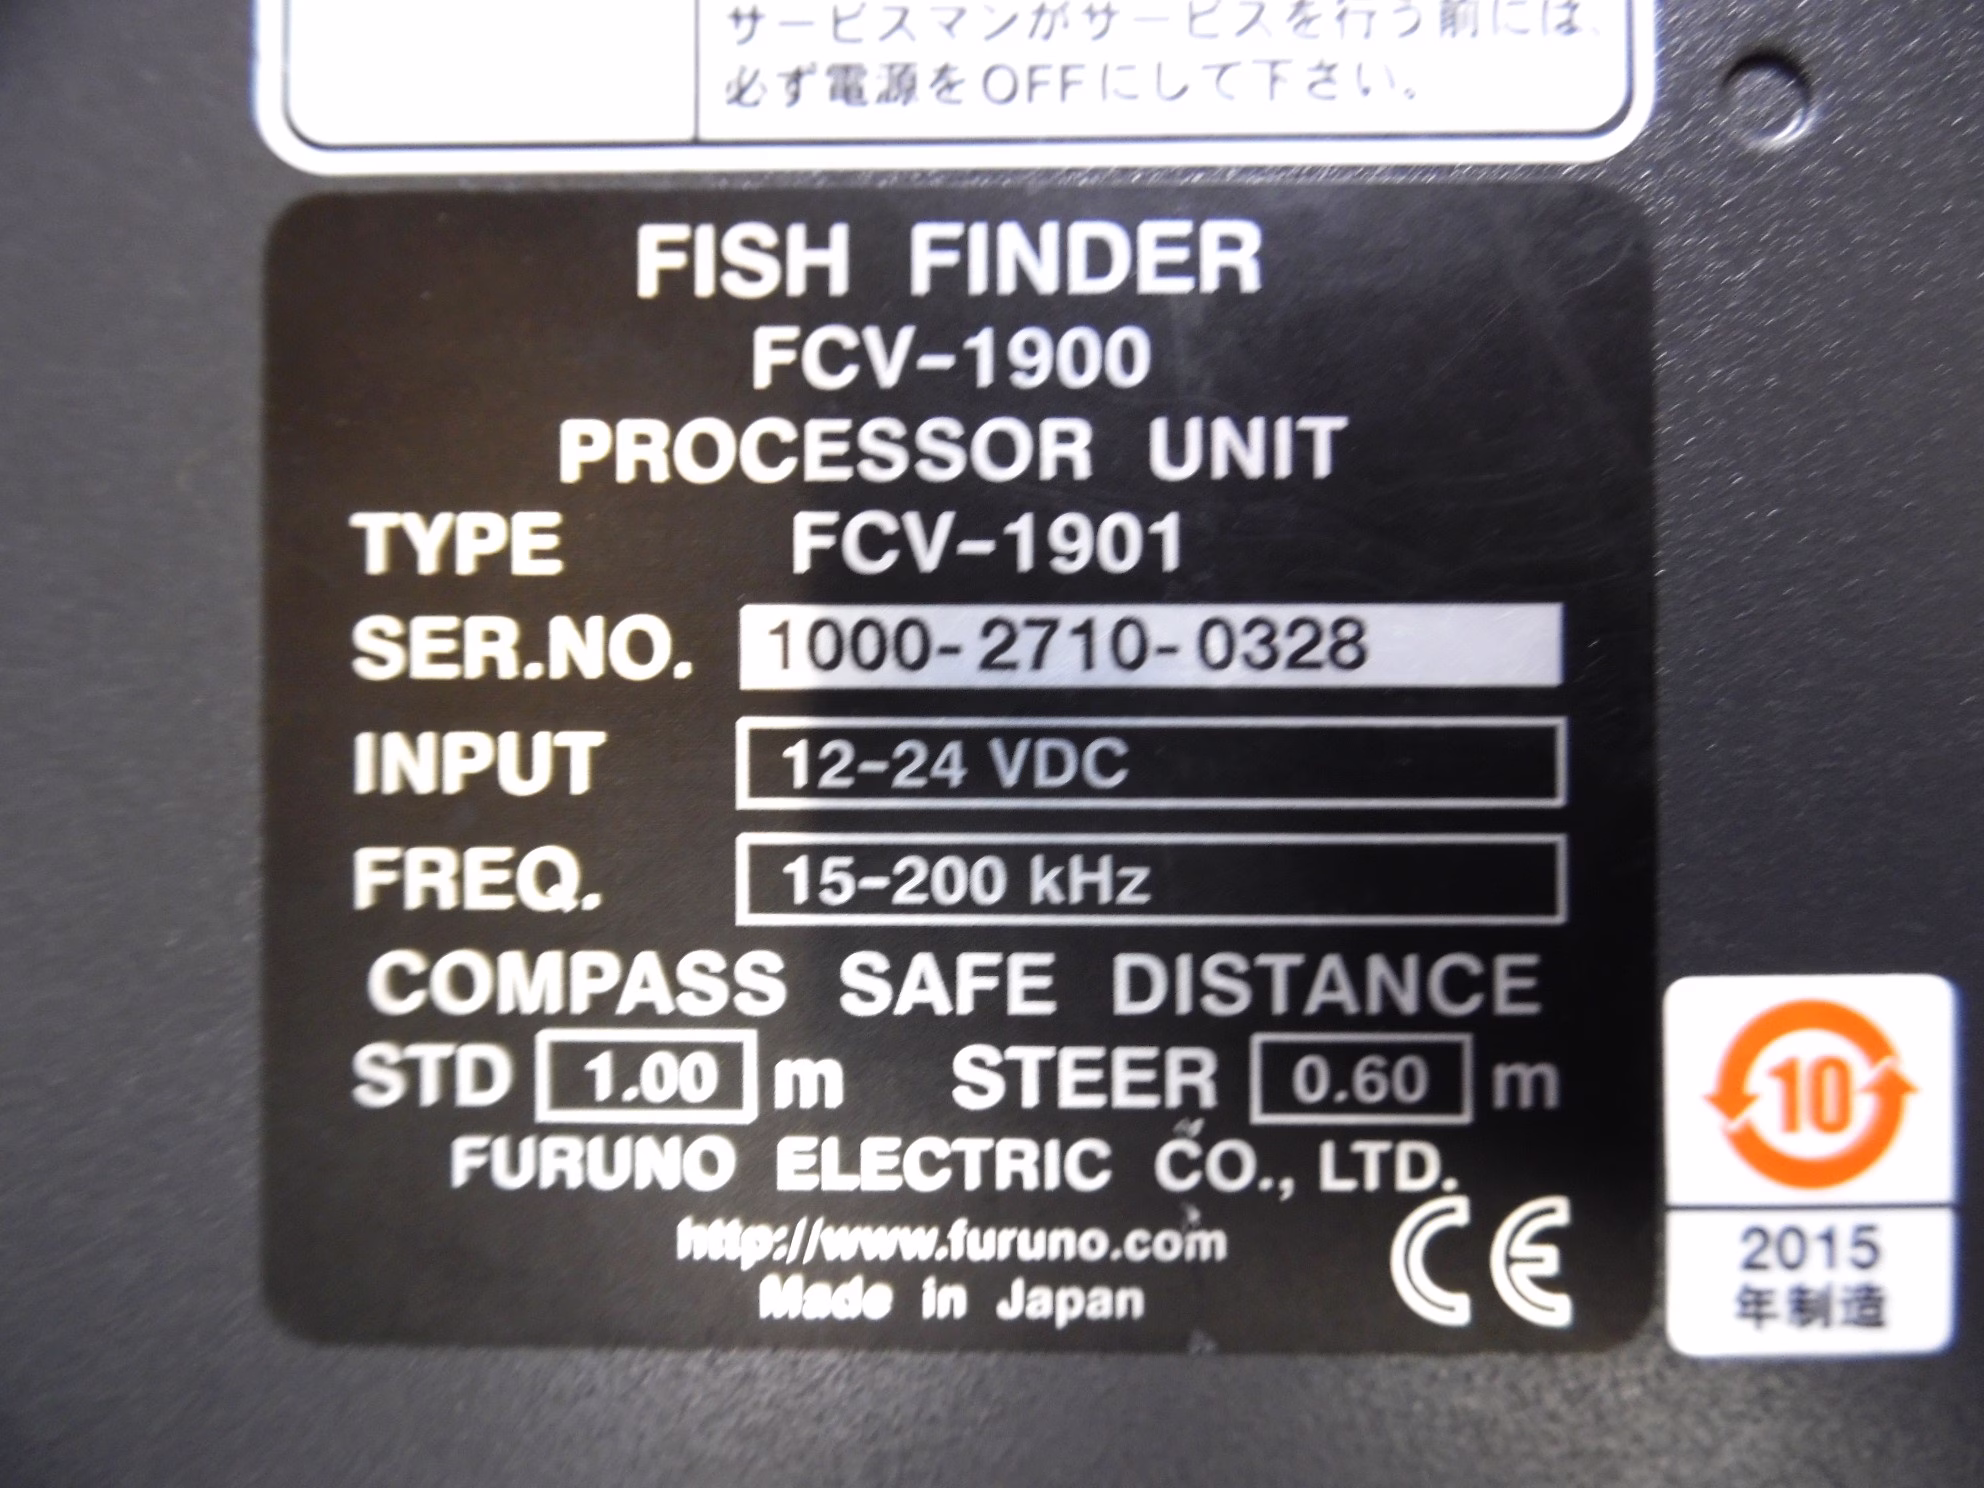 サービスマンがサービスを行う前には、
必ず電源をOFFにして下さい。
FISH FINDER
FCV-1900
PROCESSOR UNIT
TYPE FCV-1901
SER.NO. 1000-2710-0328
INPUT 12-24 VDC
FREQ. 15-200 kHz
COMPASS SAFE DISTANCE
STD 1.00 m STEER 0.60 m
FURUNO ELECTRIC CO., LTD.
http://www.furuno.com
Made in Japan
CE
10
2015
年制造